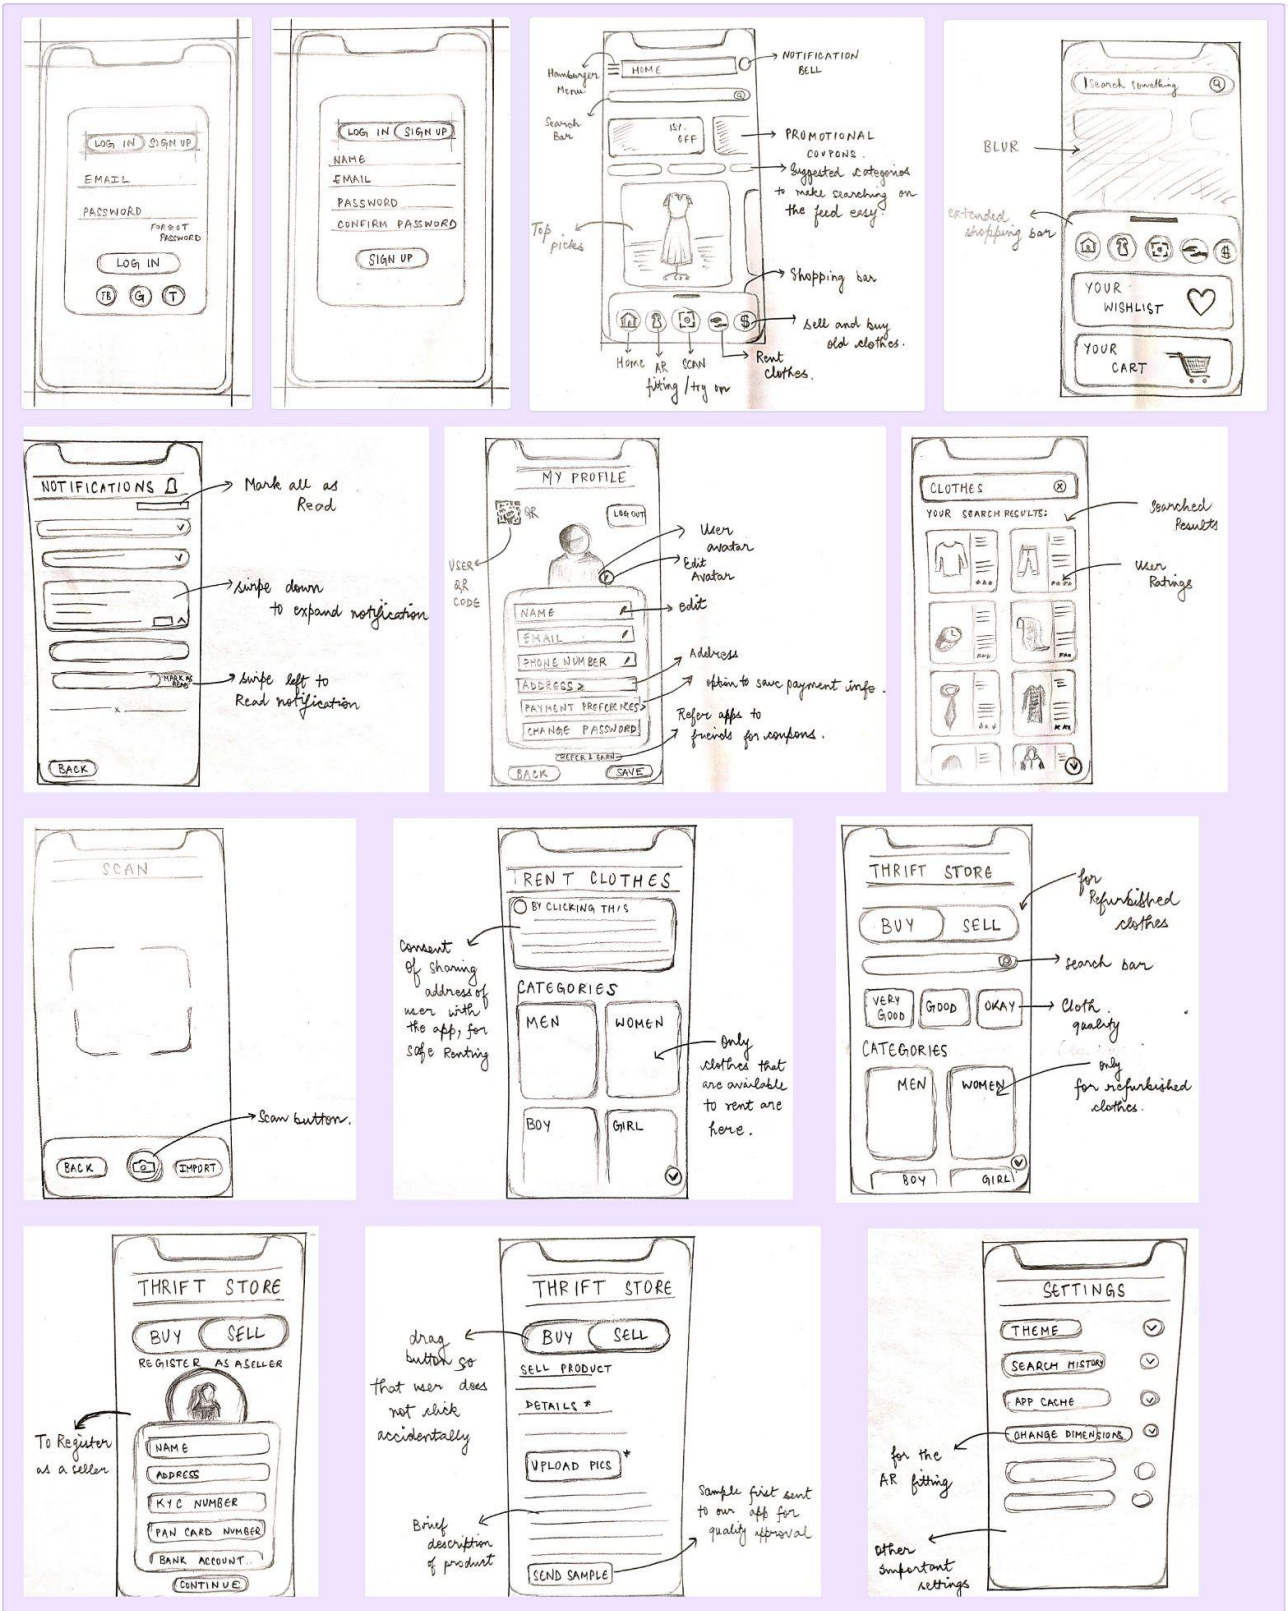 LOG IN SIGN UP
EMAIL
PASSWORD
FORGOT
PASSWORD
LOG IN
G
T
LOG IN SIGN UP
NAME
EMAIL
PASSWORD
CONFIRM PASSWORD
SIGN UP
Hamburger
Menu
HOME
NOTIFICATION
BELL
Search
Bar
15%
OFF
PROMOTIONAL
COUPONS.
Suggested categories
to make searching on
the feed easy.
Top
picks
Shopping bar
$
sell and buy
old clothes.
HOME
AR
SCAN
fitting / try on
Rent
clothes.
Search something
BLUR
extended
shopping bar
$
YOUR
WISHLIST
YOUR
CART
NOTIFICATIONS
Mark all as
Read
swipe down
to expand notification
MARK AS
READ
swipe left to
Read notification
x
BACK
MY PROFILE
QR
LOG OUT
USER
QR
CODE
User
avatar
Edit
Avatar
NAME
edit
EMAIL
PHONE NUMBER
ADDRESS >
Address
PAYMENT PREFERENCES >
option to save payment info.
CHANGE PASSWORD
Refer apps to
friends for coupons.
REFER & EARN
BACK
SAVE
CLOTHES
YOUR SEARCH RESULTS:
Searched
Results
User
Ratings
SCAN
Scan button.
BACK
IMPORT
RENT CLOTHES
BY CLICKING THIS
Consent
of sharing
address of
user with
the app, for
safe Renting
CATEGORIES
MEN
WOMEN
only
clothes that
are available
to rent are
here.
BOY
GIRL
THRIFT STORE
for
Refurbished
clothes
BUY SELL
search bar
VERY
GOOD
GOOD
OKAY
Cloth
quality
CATEGORIES
MEN
WOMEN
only
for refurbished
clothes.
BOY
GIRL
THRIFT STORE
BUY SELL
REGISTER AS A SELLER
To Register
as a seller
NAME
ADDRESS
KYC NUMBER
PAN CARD NUMBER
BANK ACCOUNT..
CONTINUE
THRIFT STORE
BUY SELL
drag
button so
that user does
not click
accidentally
SELL PRODUCT
DETAILS *
UPLOAD PICS *
Brief
description
of product
Sample first sent
to our app for
quality approval
SEND SAMPLE
SETTINGS
THEME
SEARCH HISTORY
APP CACHE
CHANGE DIMENSIONS
for the
AR fitting
other
important
settings